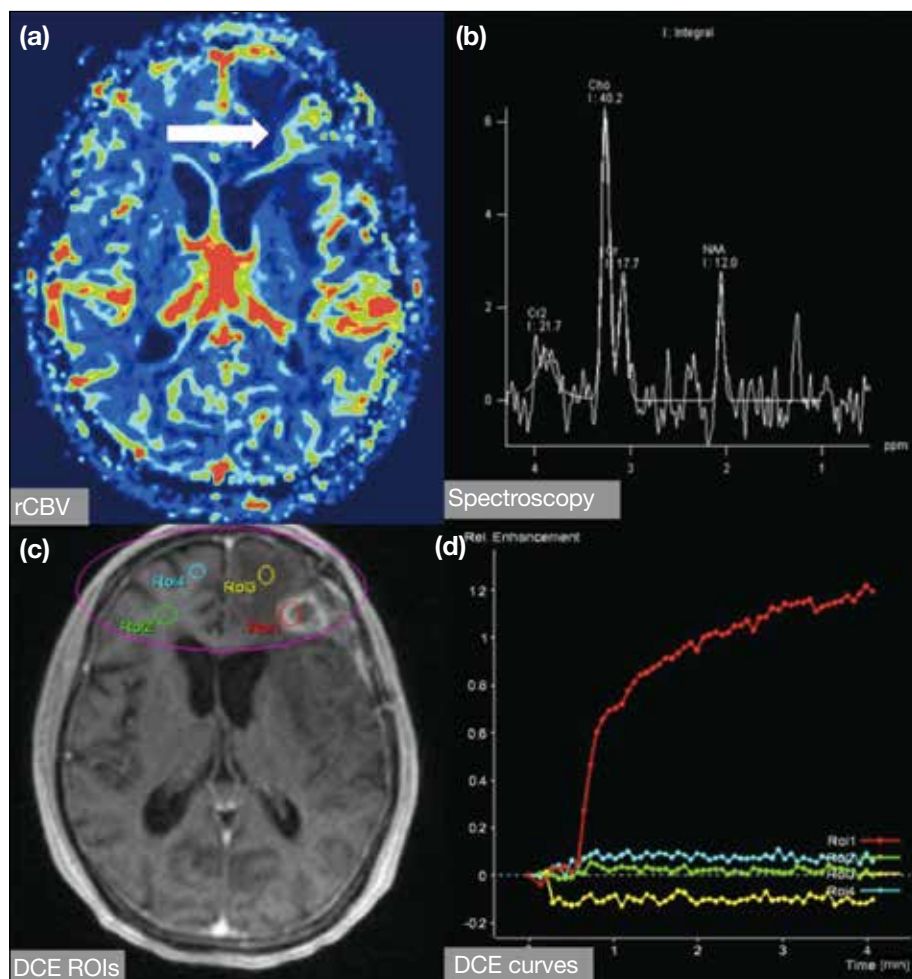 (a)
rCBV
(b)
I: Integral
Cho
I: 40.2
I: 17.7
NAA
I: 12.0
Cr2
I: 21.7
6
4
2
0
4
3
2
1
ppm
Spectroscopy
(c)
RoI4
RoI3
RoI2
DCE ROIs
(d)
Rel. Enhancement
1.2
1
0.8
0.6
0.4
0.2
0
-0.2
RoI1
RoI2
RoI3
RoI4
1
2
3
4
Time [min]
DCE curves